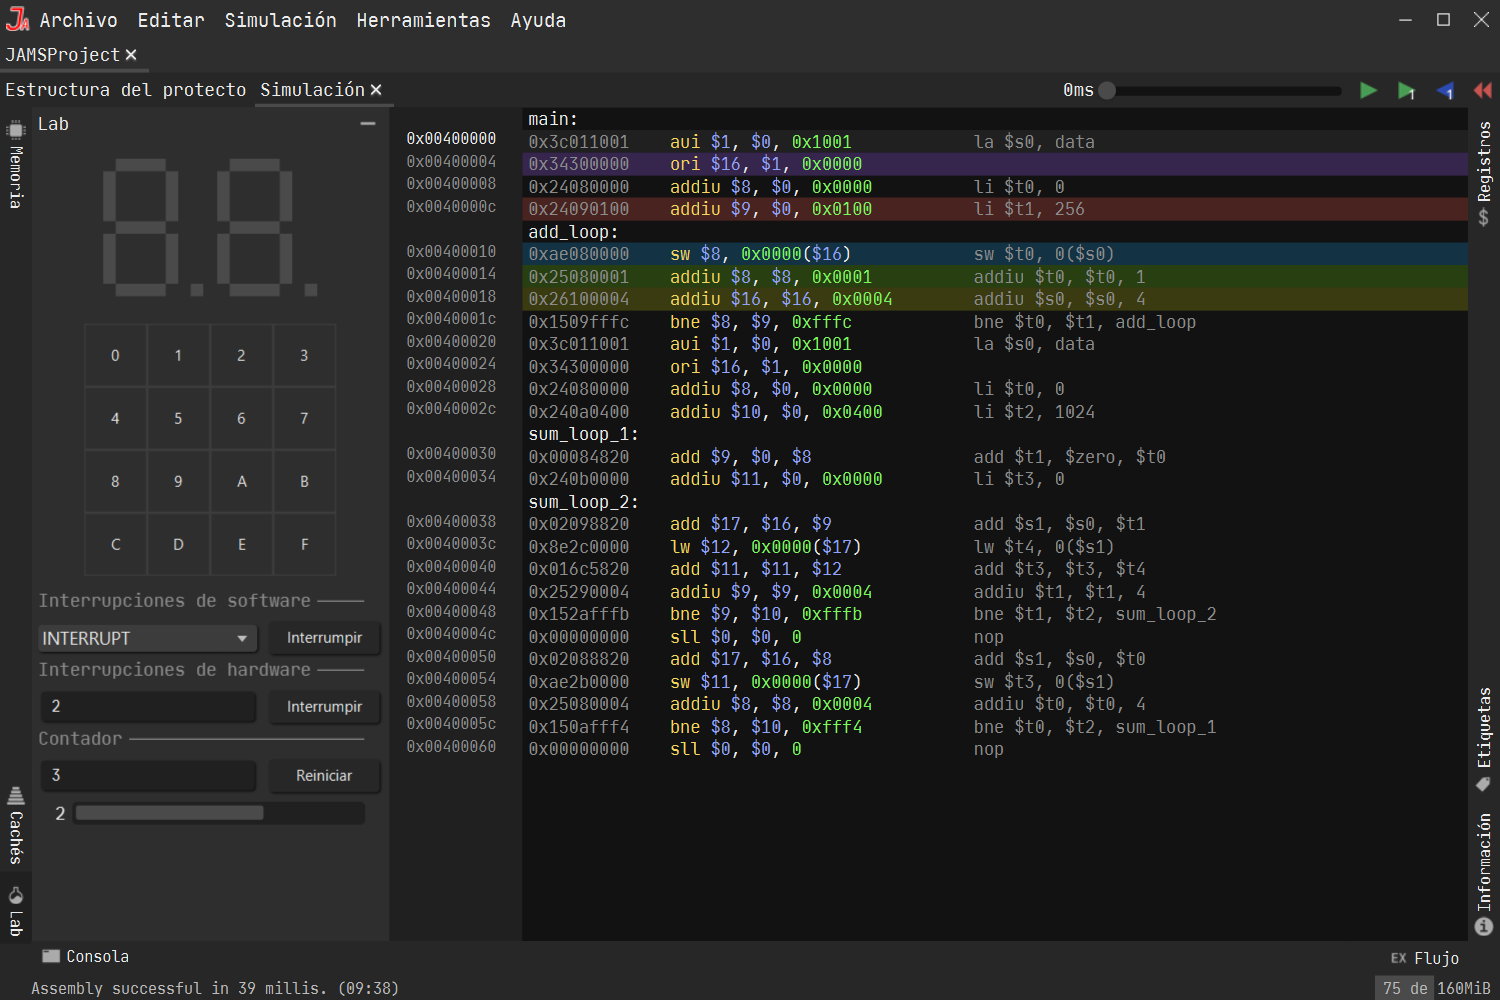 Archivo Editar Simulación Herramientas Ayuda
JAMSProject
Estructura del protecto Simulación 0ms 1 1
Memoria
Cachés
Lab
Lab
0 1 2 3
4 5 6 7
8 9 A B
C D E F
Interrupciones de software
INTERRUPT Interrumpir
Interrupciones de hardware
2 Interrumpir
Contador
3 Reiniciar
2
main:
0x00400000 0x3c011001 aui $1, $0, 0x1001 la $s0, data
0x00400004 0x34300000 ori $16, $1, 0x0000
0x00400008 0x24080000 addiu $8, $0, 0x0000 li $t0, 0
0x0040000c 0x24090100 addiu $9, $0, 0x0100 li $t1, 256
add_loop:
0x00400010 0xae080000 sw $8, 0x0000($16) sw $t0, 0($s0)
0x00400014 0x25080001 addiu $8, $8, 0x0001 addiu $t0, $t0, 1
0x00400018 0x26100004 addiu $16, $16, 0x0004 addiu $s0, $s0, 4
0x0040001c 0x1509fffc bne $8, $9, 0xfffc bne $t0, $t1, add_loop
0x00400020 0x3c011001 aui $1, $0, 0x1001 la $s0, data
0x00400024 0x34300000 ori $16, $1, 0x0000
0x00400028 0x24080000 addiu $8, $0, 0x0000 li $t0, 0
0x0040002c 0x240a0400 addiu $10, $0, 0x0400 li $t2, 1024
sum_loop_1:
0x00400030 0x00084820 add $9, $0, $8 add $t1, $zero, $t0
0x00400034 0x240b0000 addiu $11, $0, 0x0000 li $t3, 0
sum_loop_2:
0x00400038 0x02098820 add $17, $16, $9 add $s1, $s0, $t1
0x0040003c 0x8e2c0000 lw $12, 0x0000($17) lw $t4, 0($s1)
0x00400040 0x016c5820 add $11, $11, $12 add $t3, $t3, $t4
0x00400044 0x25290004 addiu $9, $9, 0x0004 addiu $t1, $t1, 4
0x00400048 0x152afffb bne $9, $10, 0xfffb bne $t1, $t2, sum_loop_2
0x0040004c 0x00000000 sll $0, $0, 0 nop
0x00400050 0x02088820 add $17, $16, $8 add $s1, $s0, $t0
0x00400054 0xae2b0000 sw $11, 0x0000($17) sw $t3, 0($s1)
0x00400058 0x25080004 addiu $8, $8, 0x0004 addiu $t0, $t0, 4
0x0040005c 0x150afff4 bne $8, $10, 0xfff4 bne $t0, $t2, sum_loop_1
0x00400060 0x00000000 sll $0, $0, 0 nop
$ Registros
Etiquetas
Información
Consola
EX Flujo
Assembly successful in 39 millis. (09:38)
75 de 160MiB